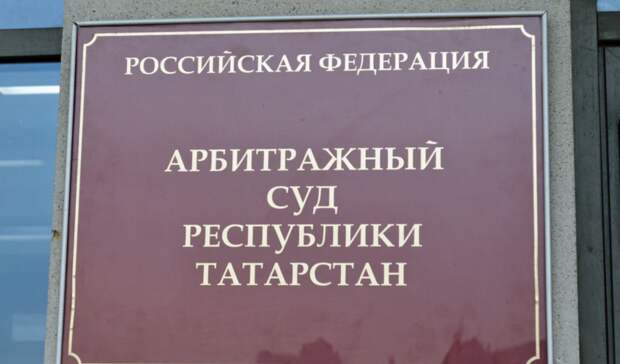 РОССИЙСКАЯ ФЕДЕРАЦИЯ
АРБИТРАЖНЫЙ
СУД
РЕСПУБЛИКИ
ТАТАРСТАН